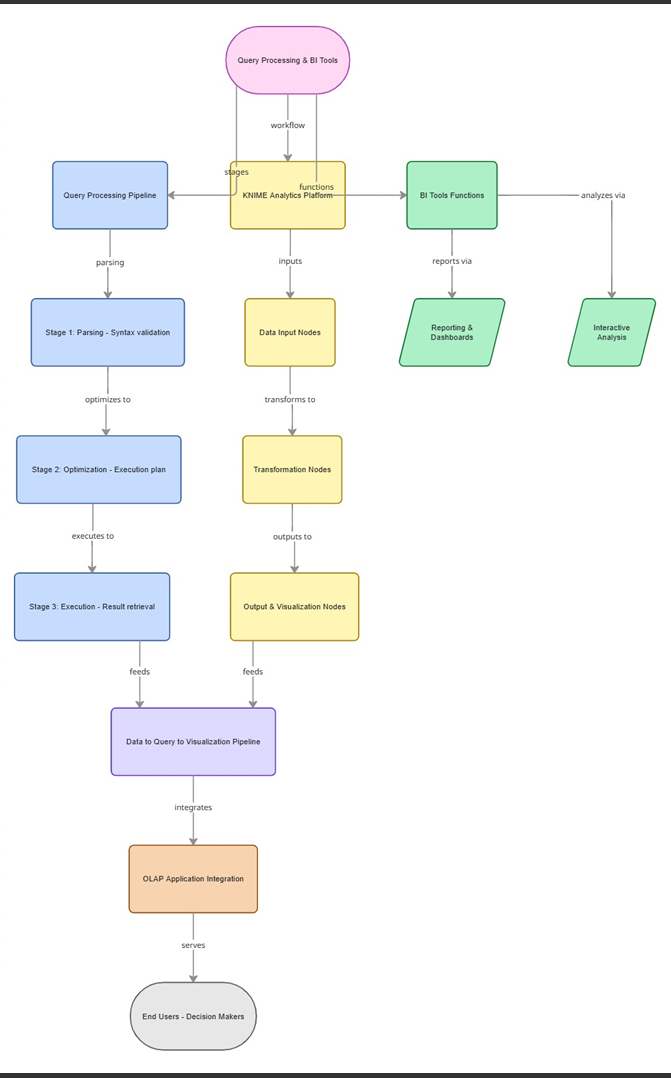 Query Processing & BI Tools
workflow
stages
functions
Query Processing Pipeline
KNIME Analytics Platform
BI Tools Functions
analyzes via
parsing
inputs
reports via
Stage 1: Parsing - Syntax validation
Data Input Nodes
Reporting &
Dashboards
Interactive
Analysis
optimizes to
transforms to
Stage 2: Optimization - Execution plan
Transformation Nodes
executes to
outputs to
Stage 3: Execution - Result retrieval
Output & Visualization Nodes
feeds
feeds
Data to Query to Visualization Pipeline
integrates
OLAP Application Integration
serves
End Users - Decision Makers